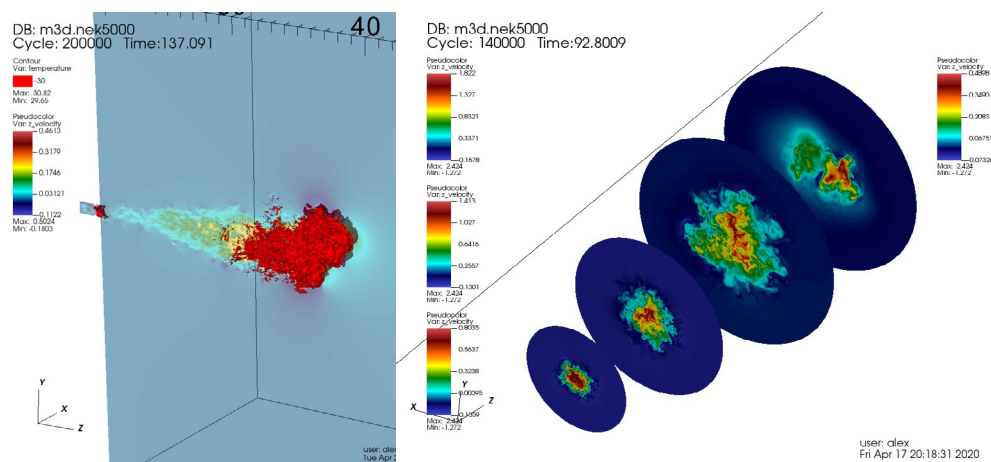 DB: m3d.nek5000
Cycle: 200000 Time:137.091
40
Contour
Var: temperature
30
Max: 30.82
Min: 29.65
Pseudocolor
Var: z_velocity
0.4613
0.3179
0.1746
0.03121
-0.1122
Max: 0.5024
Min: -0.1803
Y
X
Z
user: alex
Tue Apr 2
DB: m3d.nek5000
Cycle: 140000 Time:92.8009
Pseudocolor
Var: z_velocity
1.822
1.327
0.8321
0.3371
-0.1578
Max: 2.424
Min: -1.272
Pseudocolor
Var: z_velocity
1.413
1.027
0.6416
0.2557
-0.1301
Max: 2.424
Min: -1.272
Pseudocolor
Var: z_velocity
0.8035
0.5637
0.3238
Max: 2.424
Min: -1.272
Pseudocolor
Var: z_velocity
0.4898
0.3490
0.2083
Max: 2.424
Min: -1.272
X
Y
Z
user: alex
Fri Apr 17 20:18:31 2020